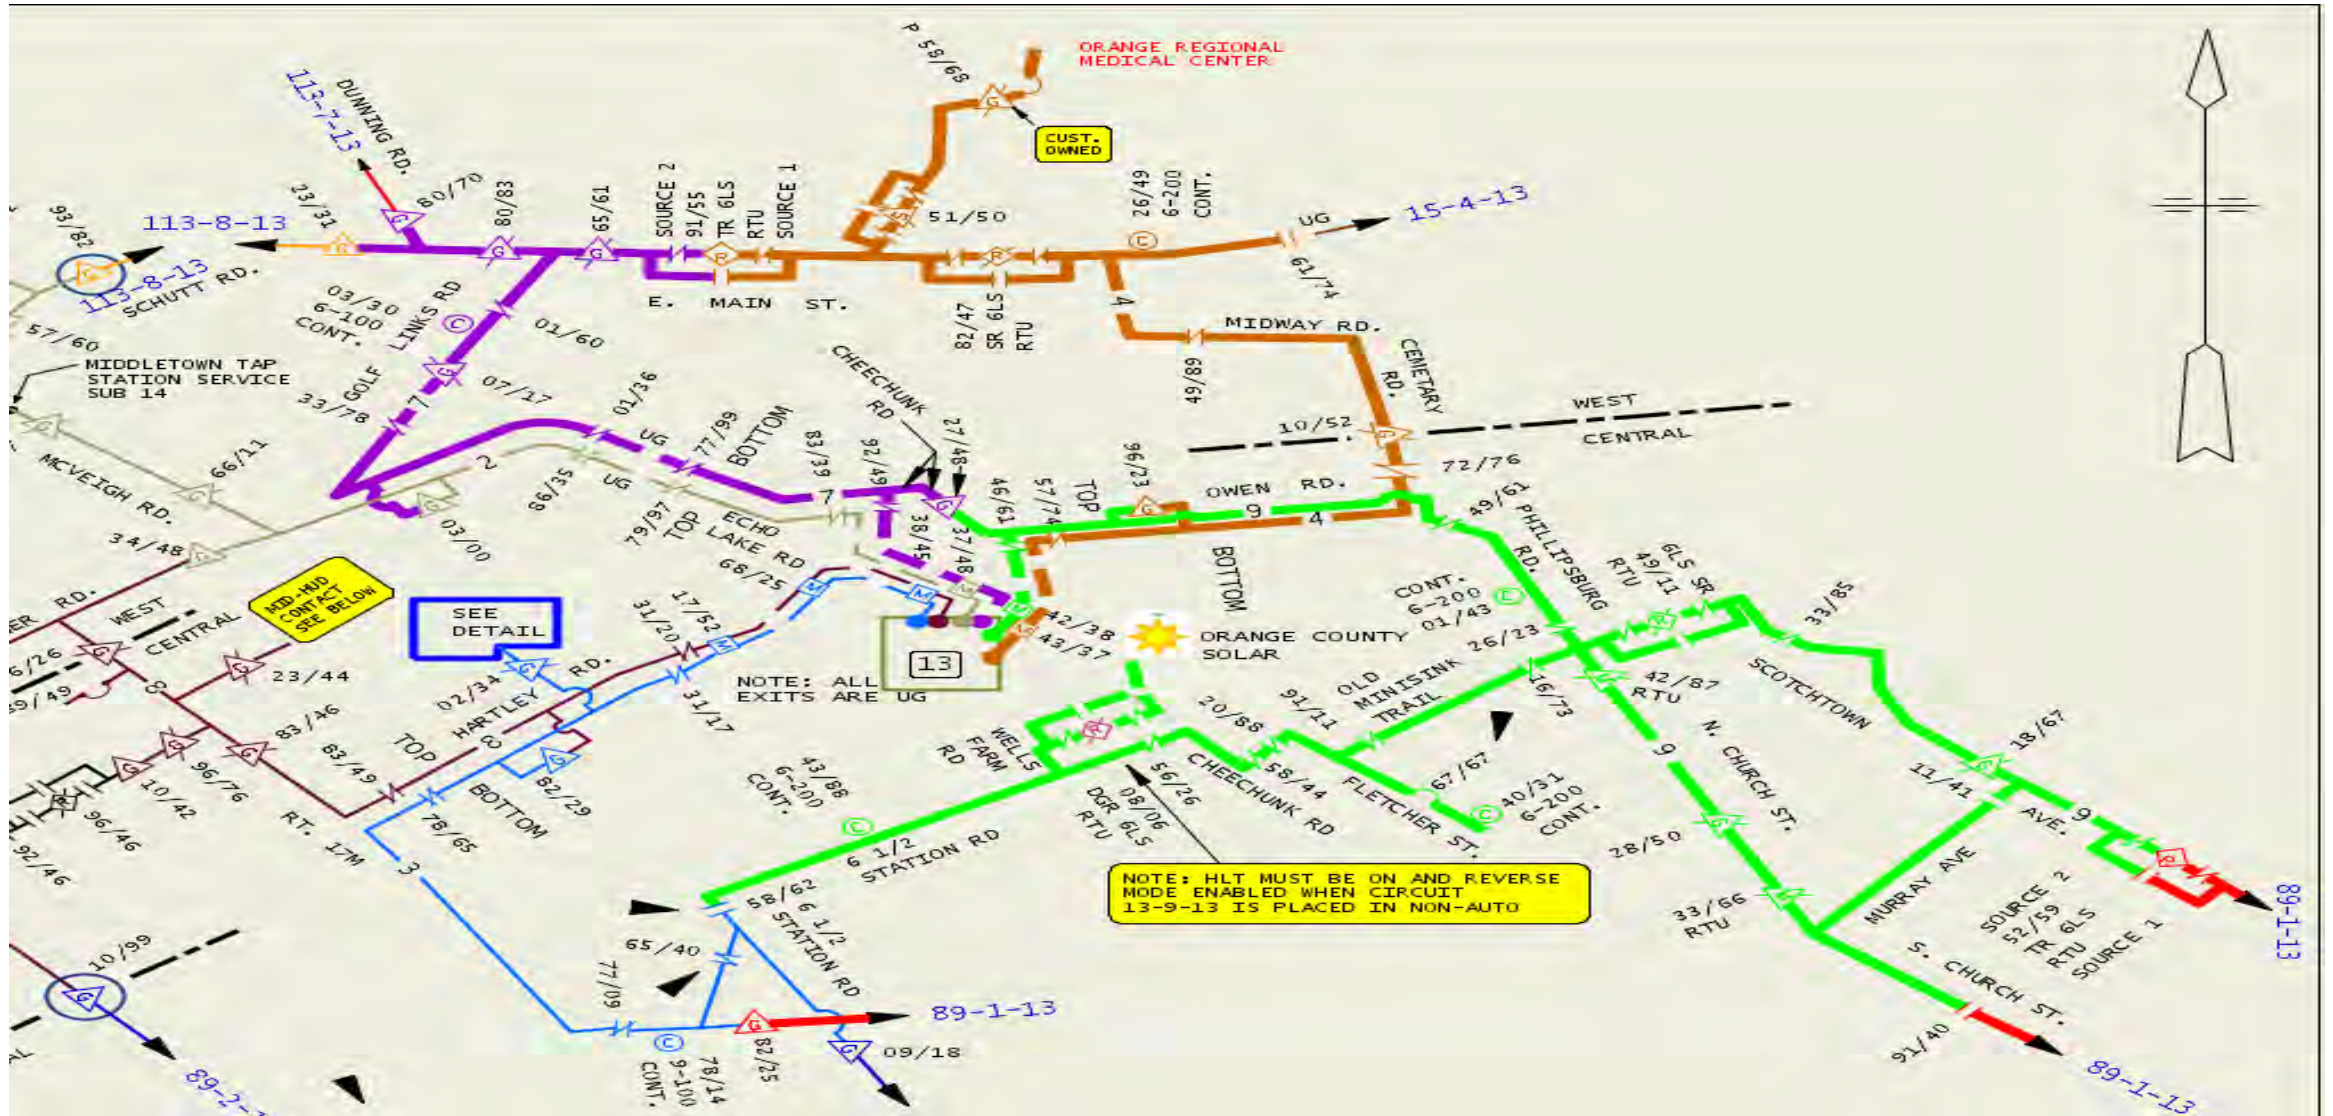 ORANGE REGIONAL
MEDICAL CENTER
P 59/69
CUST.
OWNED
DUNNING RD.
113-7-13
80/70
23/31
113-8-13
93/82
113-8-13
SCHUTT RD.
80/83
65/61
SOURCE 2
91/55
TR 6LS
RTU
SOURCE 1
51/50
26/49
6-200
CONT.
UG
15-4-13
61/74
E. MAIN ST.
82/47
SR 6LS
RTU
4
MIDWAY RD.
49/89
CEMETARY
RD.
WEST
CENTRAL
10/52
72/76
03/30
6-100
CONT.
GOLF LINKS RD
01/60
57/60
MIDDLETOWN TAP
STATION SERVICE
SUB 14
33/78
7
07/17
01/36
UG
77/99
BOTTOM
CHEECHUNK
RD
83/39
7
92/49
27/48
46/61
57/74
TOP
96/23
OWEN RD.
9
4
BOTTOM
49/61
PHILLIPSBURG
RD.
MCVEIGH RD.
66/11
2
86/35
UG
79/97
TOP
ECHO
LAKE RD
38/45
37/48
03/00
34/48
68/25
ER RD.
WEST
CENTRAL
MID-HUD
CONTACT
SEE BELOW
SEE
DETAIL
17/52
31/20
42/38
43/37
13
NOTE: ALL
EXITS ARE UG
ORANGE COUNTY
SOLAR
CONT.
6-200
01/43
6LS SR
49/11
RTU
33/85
26/23
42/87
RTU
SCOTCHTOWN
AVE.
18/67
11/41
9
16/73
OLD
MINISINK
TRAIL
91/11
20/88
WELLS
FARM
RD
56/26
58/44
CHEECHUNK RD
67/67
FLETCHER ST.
40/31
6-200
CONT.
9
N. CHURCH ST.
28/50
33/66
RTU
MURRAY AVE
SOURCE 2
52/59
TR 6LS
RTU
SOURCE 1
89-1-13
S. CHURCH ST.
91/40
89-1-13
8
23/44
02/34
HARTLEY RD.
31/17
83/46
83/49
TOP
8
82/29
BOTTOM
78/65
96/76
10/42
96/46
92/46
RT. 17M
3
43/88
6-200
CONT.
6 1/2
STATION RD
DGR 6LS
08/06
RTU
NOTE: HLT MUST BE ON AND REVERSE
MODE ENABLED WHEN CIRCUIT
13-9-13 IS PLACED IN NON-AUTO
58/62
6 1/2
STATION RD
65/40
77/09
9-100
CONT.
78/14
82/25
89-1-13
09/18
10/99